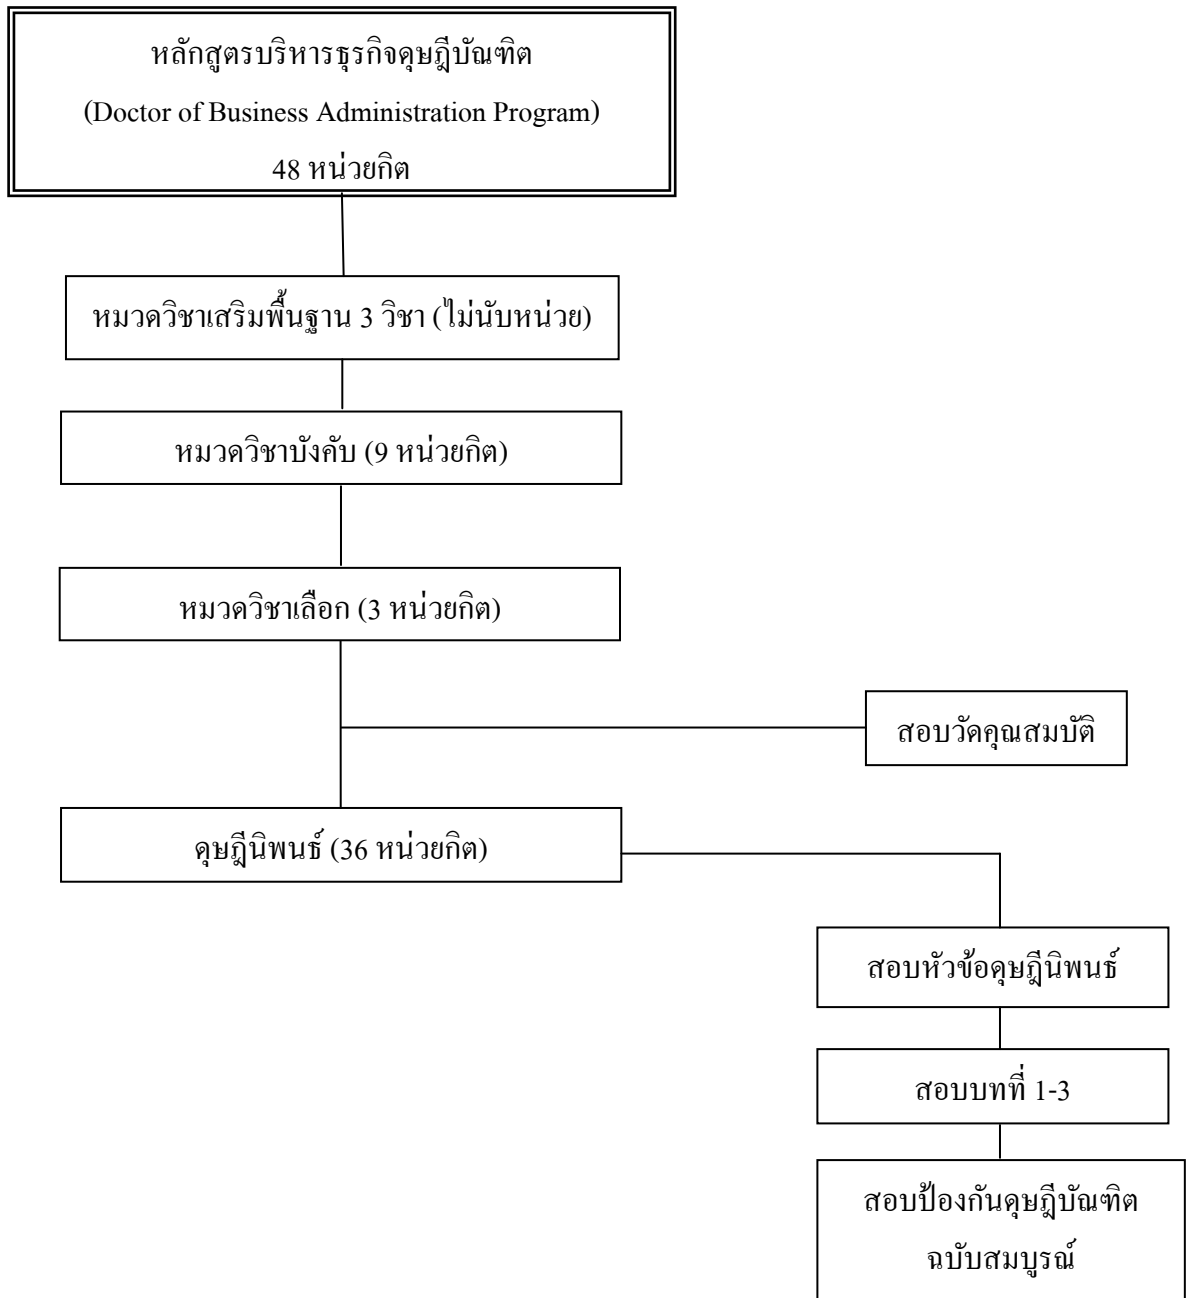 หลักสูตรบริหารธุรกิจดุษฎีบัณฑิต
(Doctor of Business Administration Program)
48 หน่วยกิต
หมวดวิชาเสริมพื้นฐาน 3 วิชา (ไม่นับหน่วย)
หมวดวิชาบังคับ (9 หน่วยกิต)
หมวดวิชาเลือก (3 หน่วยกิต)
สอบวัดคุณสมบัติ
ดุษฎีนิพนธ์ (36 หน่วยกิต)
สอบหัวข้อดุษฎีนิพนธ์
สอบบทที่ 1-3
สอบป้องกันดุษฎีบัณฑิต
ฉบับสมบูรณ์